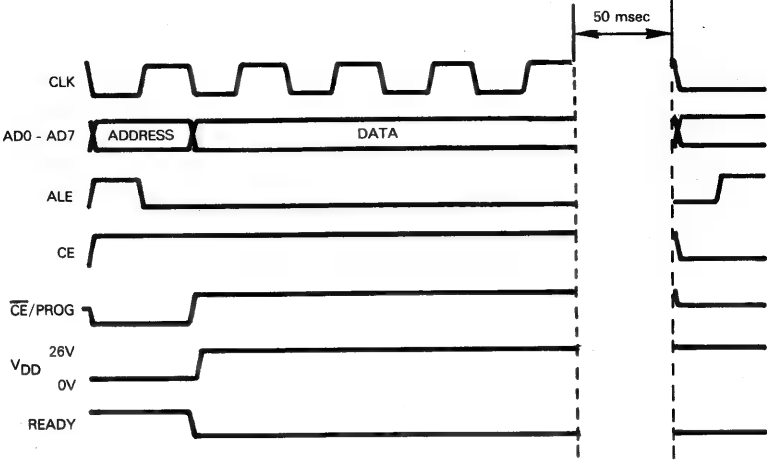 50 msec
CLK
AD0 - AD7 ADDRESS DATA
ALE
CE
CE/PROG
26V
VDD
0V
READY